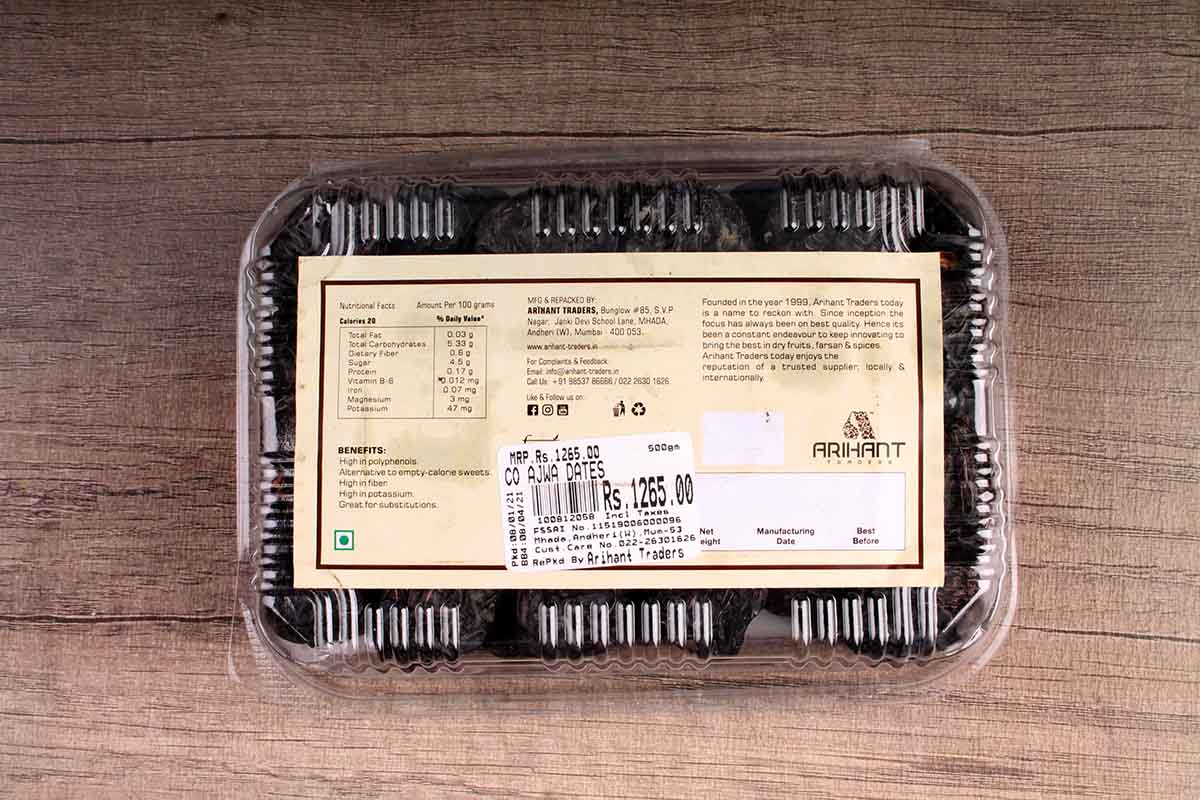 Nutritional Facts Amount Per 100 grams
Calories 20 % Daily Value*
Total Fat 0.03 g
Total Carbohydrates 5.33 g
Dietary Fiber 0.6 g
Sugar 4.5 g
Protein 0.17 g
Vitamin B-6 0.012 mg
Iron 0.07 mg
Magnesium 3 mg
Potassium 47 mg
BENEFITS:
High in polyphenols.
Alternative to empty-calorie sweets.
High in fiber.
High in potassium.
Great for substitutions.
MFG & REPACKED BY:
ARIHANT TRADERS, Bunglow #85, S.V.P
Nagar, Janki Devi School Lane, MHADA,
Andheri (W), Mumbai - 400 053.
www.arihant-traders.in
For Complaints & Feedback:
Email: info@arihant-traders.in
Call Us: +91 98537 86666 / 022 2630 1626
Like & Follow us on:
Founded in the year 1999, Arihant Traders today
is a name to reckon with. Since inception the
focus has always been on best quality. Hence its
been a constant endeavour to keep innovating to
bring the best in dry fruits, farsan & spices.
Arihant Traders today enjoys the
reputation of a trusted supplier, locally &
internationally.
ARIHANT
TRADERS
MRP.Rs.1265.00 500gm
CO AJWA DATES
Rs.1265.00
100812058 Incl Taxes
FSSAI No.11519006000096
Mhada,Andheri(W),Mum-53
Cust.Care No.022-26301626
RePkd By Arihant Traders
Pkd:08/01/21
BB4:08/04/21
Net Manufacturing Best
eight Date Before